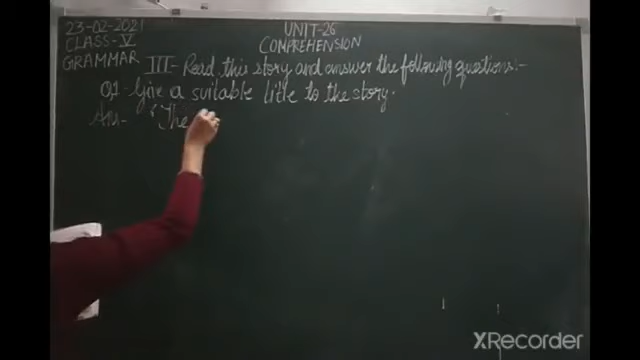 23-02-2021
UNIT-26
CLASS-V
COMPREHENSION
GRAMMAR
III- Read this story and answer the following questions:-
Q1- Give a suitable title to the story.
Ans- "The
XRecorder